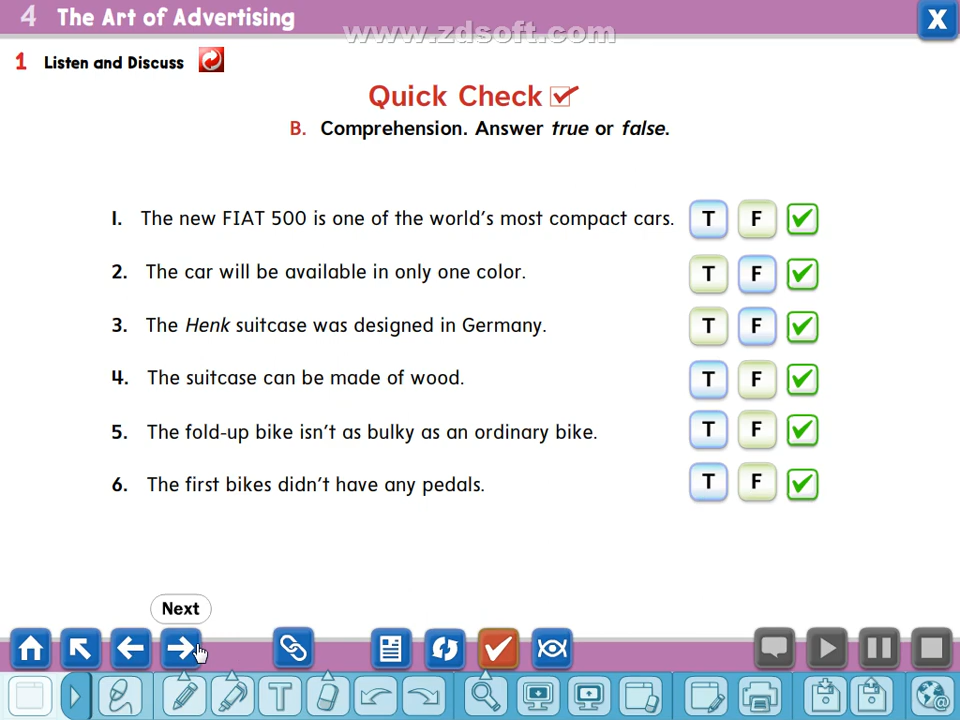 4 The Art of Advertising
www.zdsoft.com
X
1 Listen and Discuss
Quick Check
B. Comprehension. Answer true or false.
1. The new FIAT 500 is one of the world's most compact cars. T F
2. The car will be available in only one color. T F
3. The Henk suitcase was designed in Germany. T F
4. The suitcase can be made of wood. T F
5. The fold-up bike isn't as bulky as an ordinary bike. T F
6. The first bikes didn't have any pedals. T F
Next
T
@